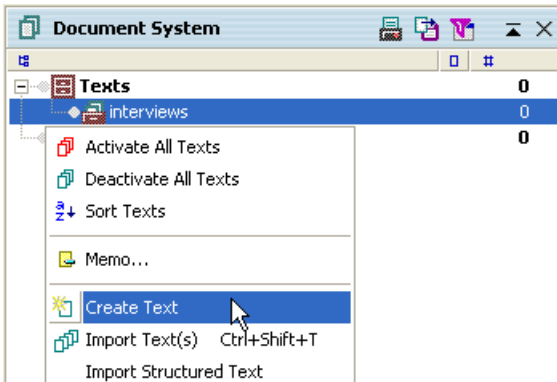 Document System
#
Texts 0
interviews 0
0
Activate All Texts
Deactivate All Texts
Sort Texts
Memo...
Create Text
Import Text(s) Ctrl+Shift+T
Import Structured Text